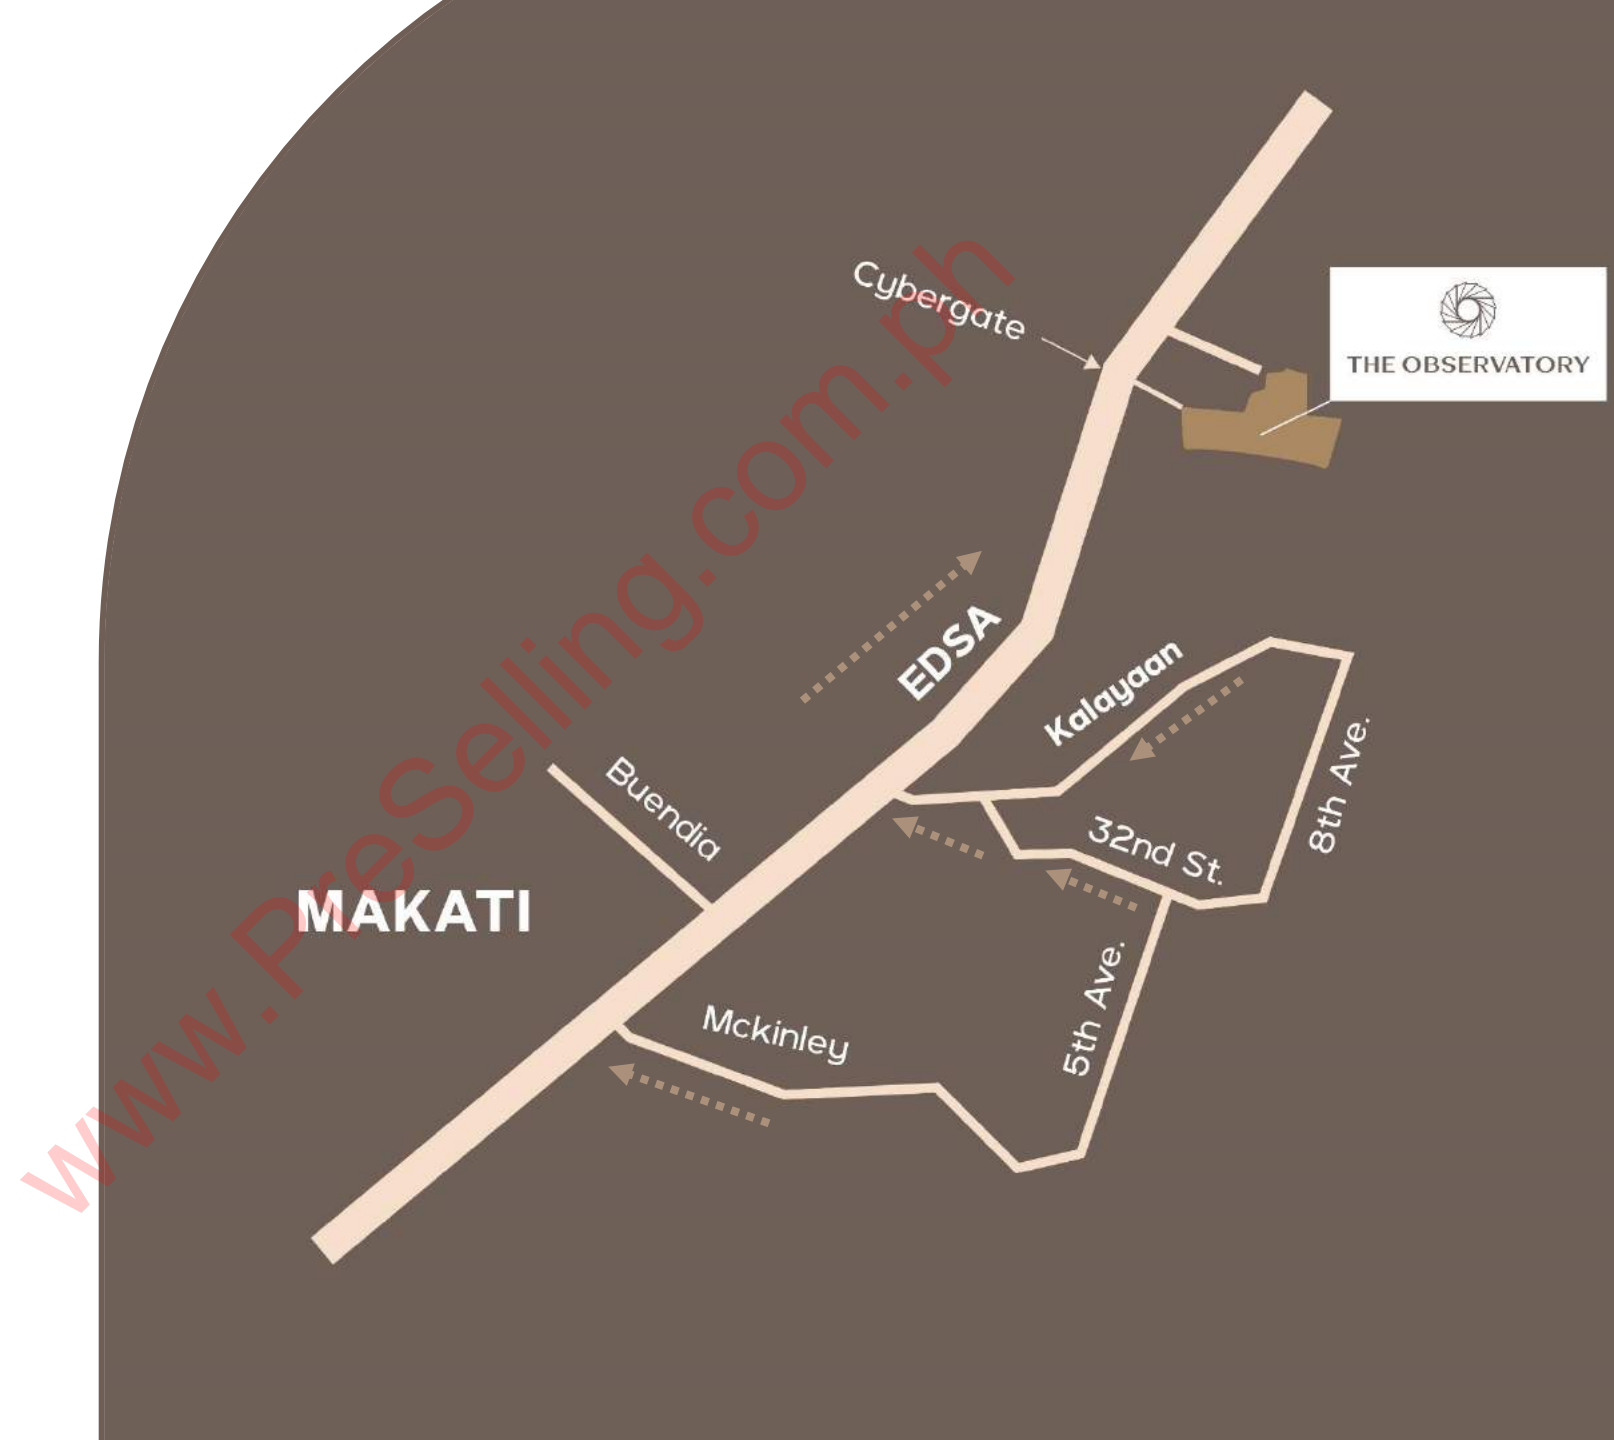 Cybergate
THE OBSERVATORY
EDSA
Kalayaan
8th Ave.
Buendia
32nd St.
MAKATI
5th Ave.
Mckinley
www.PreSelling.com.ph